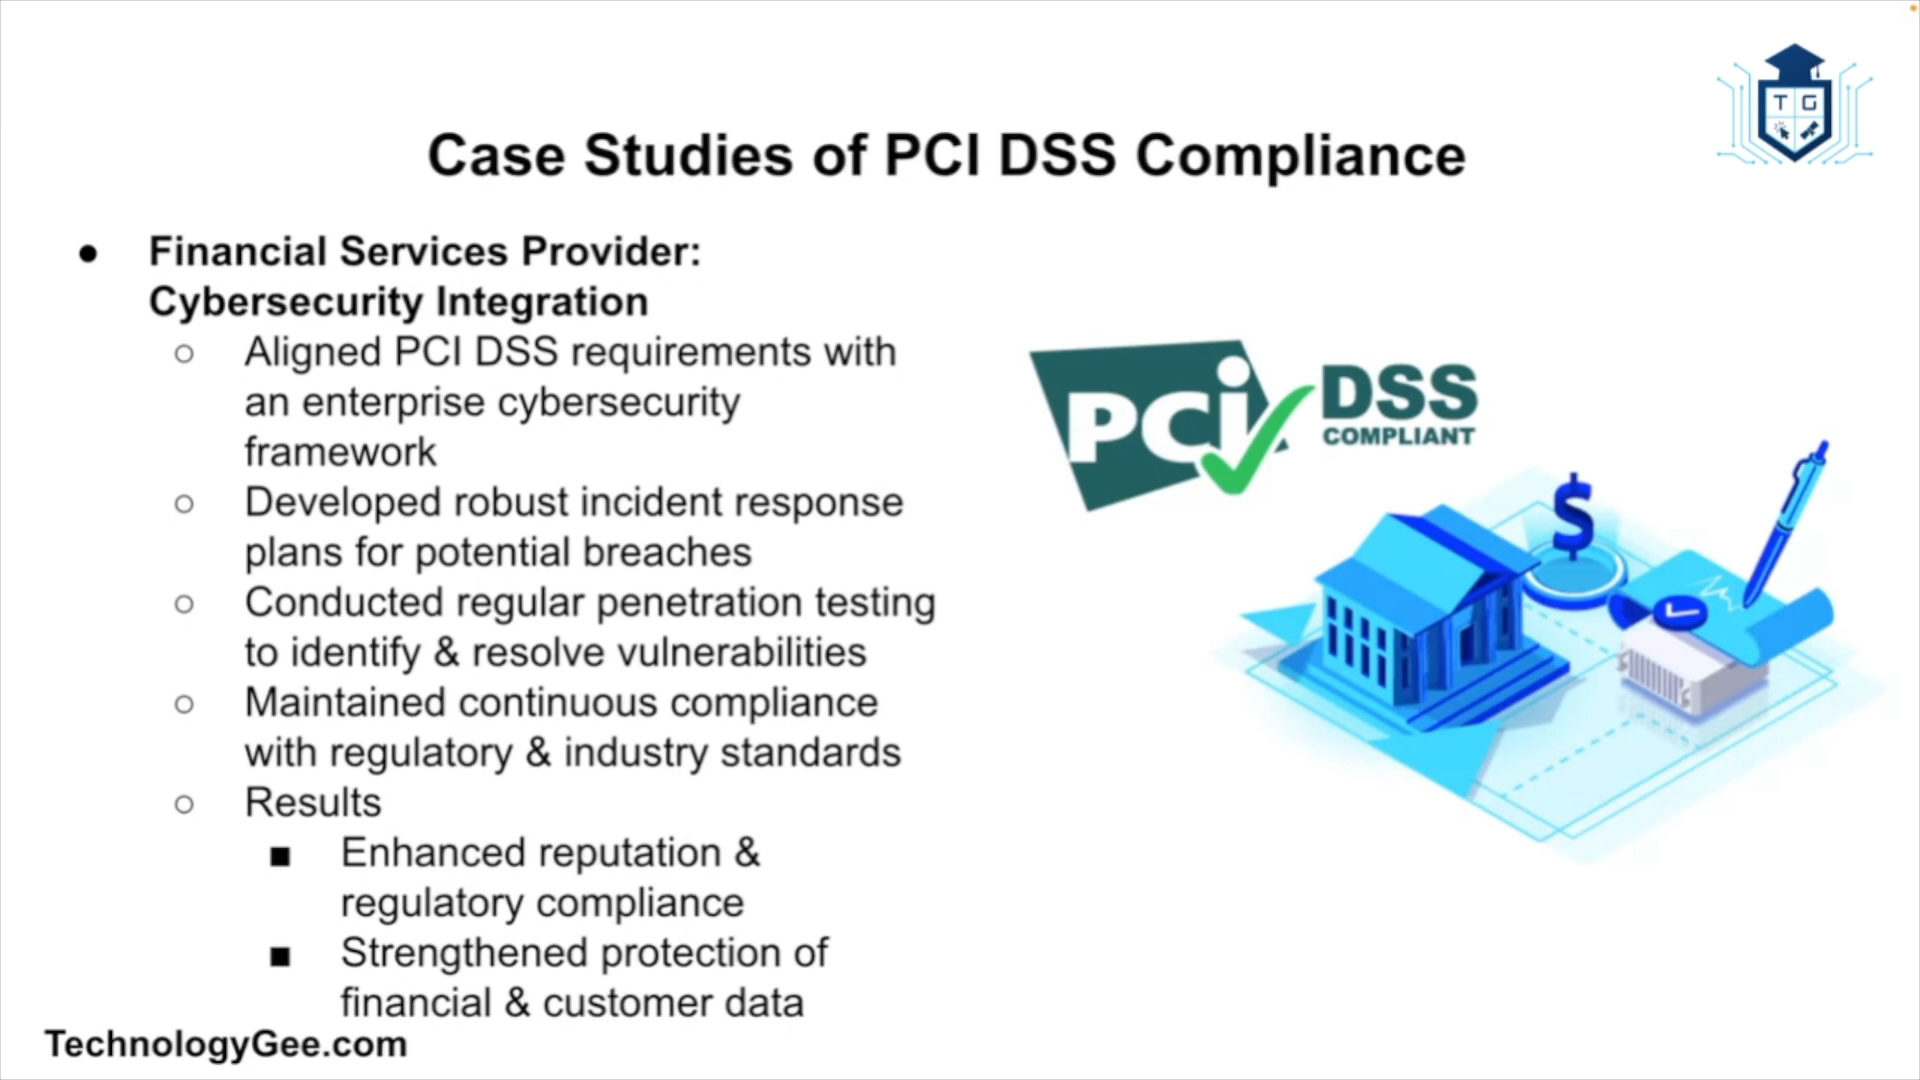 T G
Case Studies of PCI DSS Compliance
● Financial Services Provider:
Cybersecurity Integration
○ Aligned PCI DSS requirements with
an enterprise cybersecurity
framework
○ Developed robust incident response
plans for potential breaches
○ Conducted regular penetration testing
to identify & resolve vulnerabilities
○ Maintained continuous compliance
with regulatory & industry standards
○ Results
■ Enhanced reputation &
regulatory compliance
■ Strengthened protection of
financial & customer data
PCi DSS
COMPLIANT
$
TechnologyGee.com